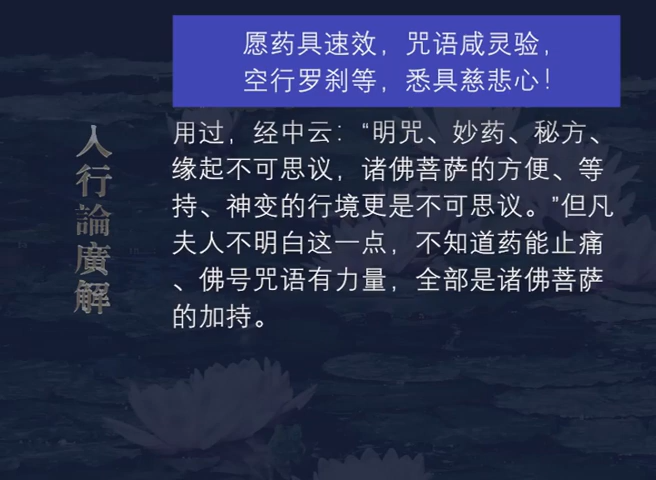 愿药具速效，咒语咸灵验，
空行罗刹等，悉具慈悲心！
用过，经中云：“明咒、妙药、秘方、
缘起不可思议，诸佛菩萨的方便、等
持、神变的行境更是不可思议。”但凡
夫人不明白这一点，不知道药能止痛
、佛号咒语有力量，全部是诸佛菩萨
的加持。
入行論廣解